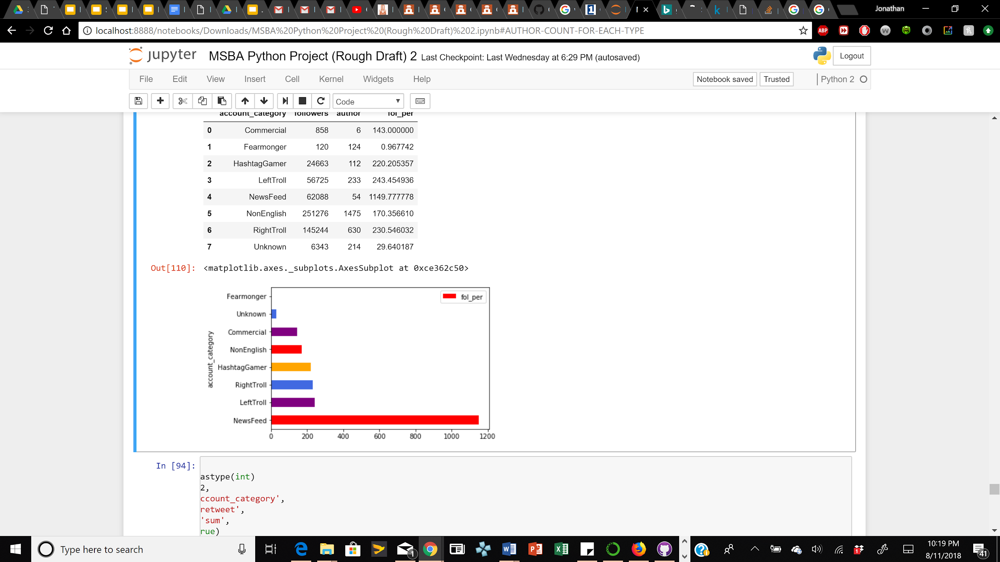 Jonathan
localhost:8888/notebooks/Downloads/MSBA%20Python%20Project%20(Rough%20Draft)%202.ipynb#AUTHOR-COUNT-FOR-EACH-TYPE
ABP
jupyter MSBA Python Project (Rough Draft) 2 Last Checkpoint: Last Wednesday at 6:29 PM (autosaved) Logout
File Edit View Insert Cell Kernel Widgets Help Notebook saved Trusted Python 2
Code
account_category followers author fol_per
0 Commercial 858 6 143.000000
1 Fearmonger 120 124 0.967742
2 HashtagGamer 24663 112 220.205357
3 LeftTroll 56725 233 243.454936
4 NewsFeed 62088 54 1149.777778
5 NonEnglish 251276 1475 170.356610
6 RightTroll 145244 630 230.546032
7 Unknown 6343 214 29.640187
Out[110]: <matplotlib.axes._subplots.AxesSubplot at 0xce362c50>
fol_per
account_category
Fearmonger
Unknown
Commercial
NonEnglish
HashtagGamer
RightTroll
LeftTroll
NewsFeed
0 200 400 600 800 1000 1200
In [94]:
astype(int)
2,
ccount_category',
retweet',
'sum',
rue)
Type here to search
1
1
10:19 PM
8/11/2018
41